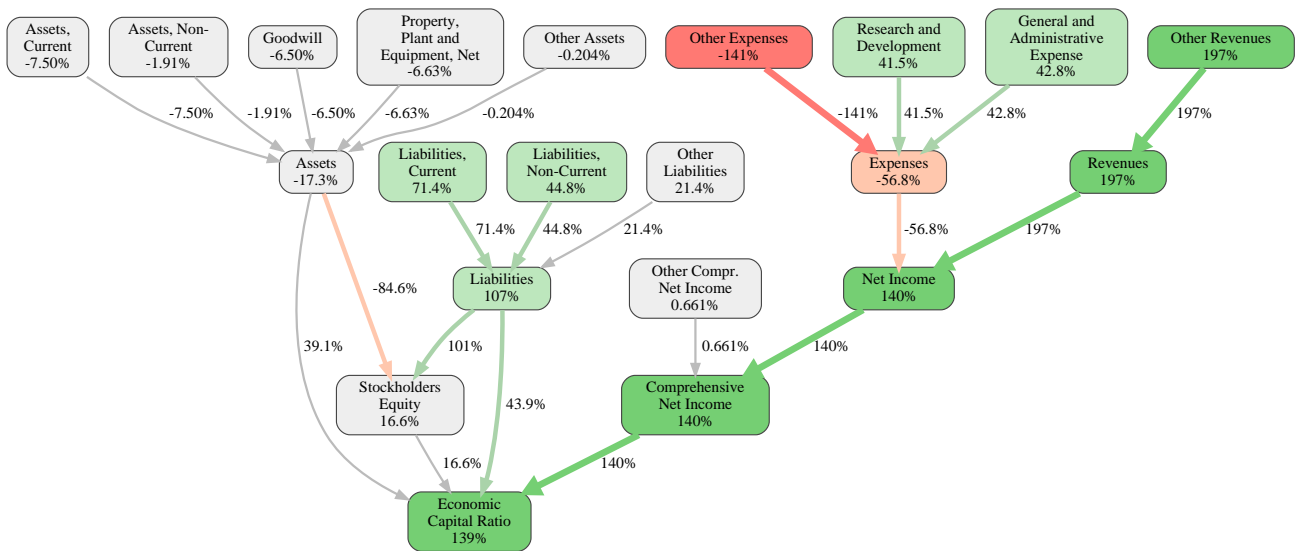 Assets,
Current
-7.50%
Assets, Non-
Current
-1.91%
Goodwill
-6.50%
Property,
Plant and
Equipment, Net
-6.63%
Other Assets
-0.204%
Other Expenses
-141%
Research and
Development
41.5%
General and
Administrative
Expense
42.8%
Other Revenues
197%
-7.50%
-1.91%
-6.50%
-6.63%
-0.204%
-141%
41.5%
42.8%
197%
Assets
-17.3%
Liabilities,
Current
71.4%
Liabilities,
Non-Current
44.8%
Other
Liabilities
21.4%
Expenses
-56.8%
Revenues
197%
71.4%
44.8%
21.4%
-56.8%
197%
-84.6%
Liabilities
107%
Other Compr.
Net Income
0.661%
Net Income
140%
39.1%
101%
0.661%
140%
Stockholders
Equity
16.6%
43.9%
Comprehensive
Net Income
140%
16.6%
140%
Economic
Capital Ratio
139%